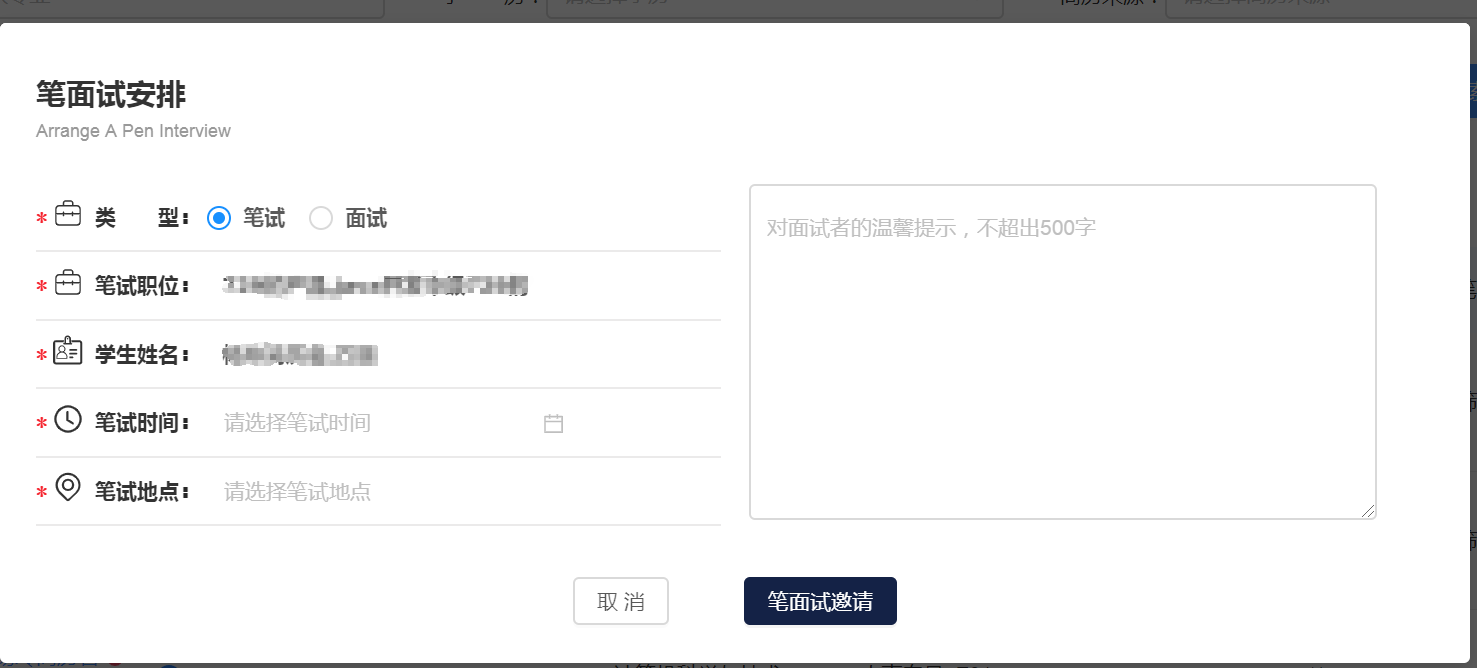 笔面试安排
Arrange A Pen Interview
* 类 型： 笔试 面试
* 笔试职位：
* 学生姓名：
* 笔试时间： 请选择笔试时间
* 笔试地点： 请选择笔试地点
对面试者的温馨提示，不超出500字
取 消
笔面试邀请